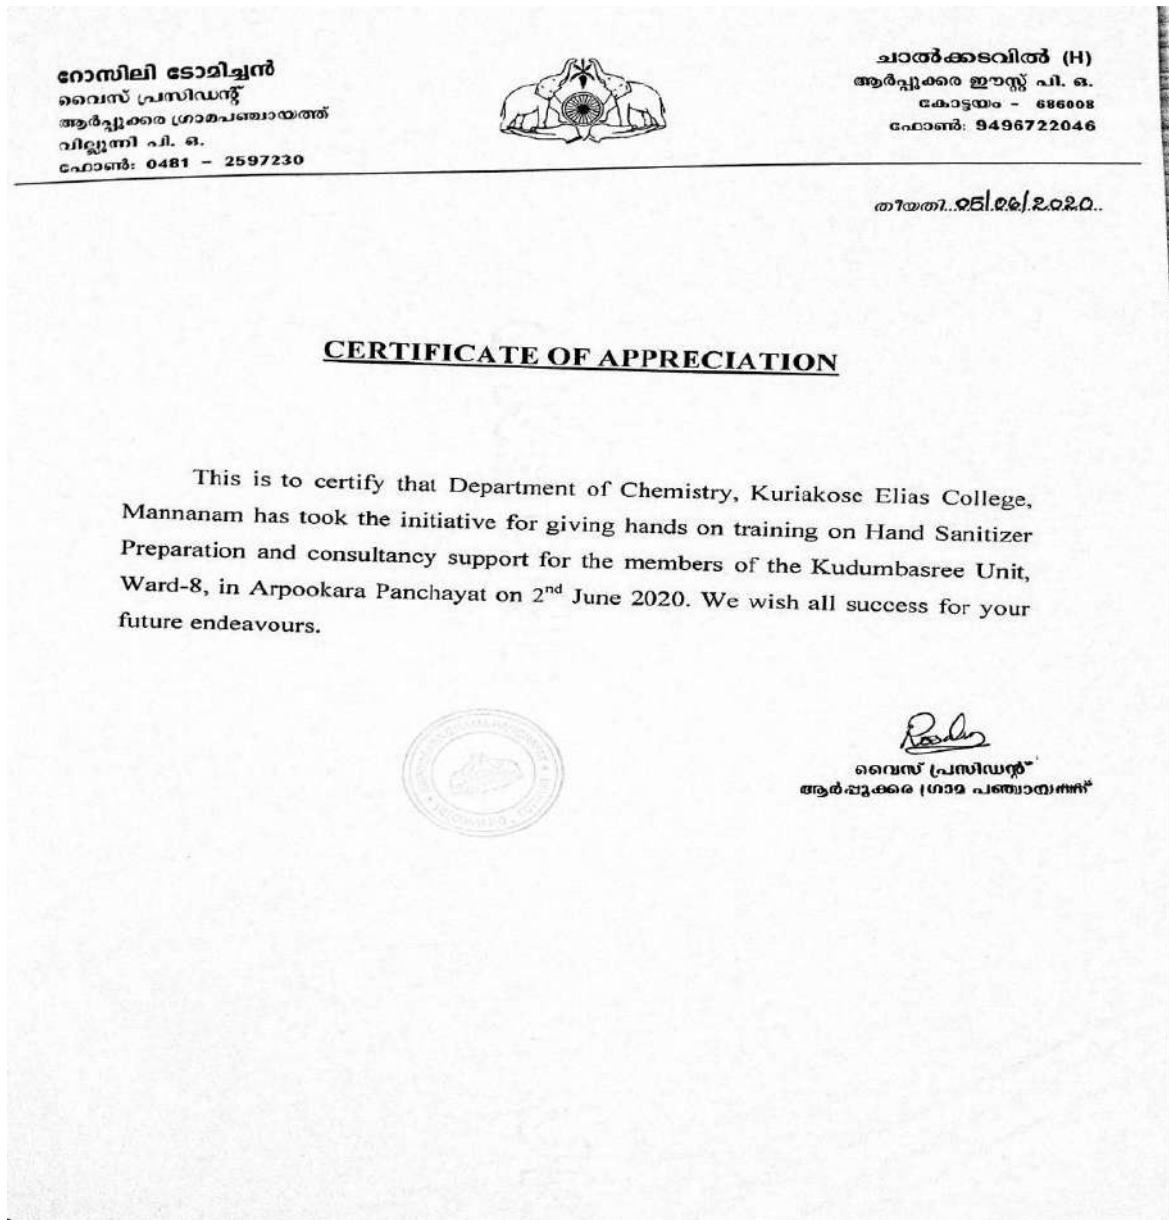 റോസിലി ടോമിച്ചൻ
വൈസ് പ്രസിഡന്റ്
ആർപ്പൂക്കര ഗ്രാമപഞ്ചായത്ത്
വില്ലൂന്നി പി. ഒ.
ഫോൺ: 0481 - 2597230
ചാൽക്കടവിൽ (H)
ആർപ്പൂക്കര ഈസ്റ്റ് പി. ഒ.
കോട്ടയം - 686008
ഫോൺ: 9496722046
തീയതി..05/06/2020..
CERTIFICATE OF APPRECIATION
This is to certify that Department of Chemistry, Kuriakose Elias College,
Mannanam has took the initiative for giving hands on training on Hand Sanitizer
Preparation and consultancy support for the members of the Kudumbasree Unit,
Ward-8, in Arpookara Panchayat on 2nd June 2020. We wish all success for your
future endeavours.
വൈസ് പ്രസിഡന്റ്
ആർപ്പൂക്കര ഗ്രാമ പഞ്ചായത്ത്